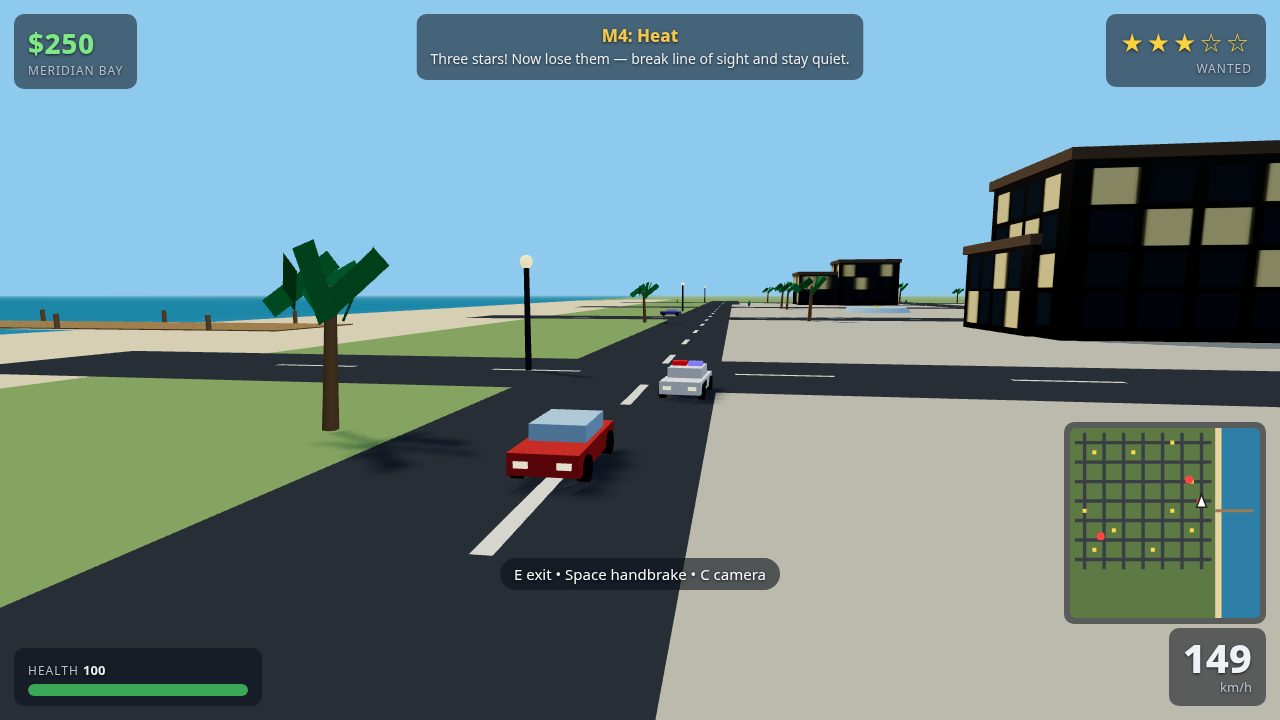 $250
MERIDIAN BAY
M4: Heat
Three stars! Now lose them — break line of sight and stay quiet.
★★★☆☆
WANTED
E exit • Space handbrake • C camera
HEALTH 100
149
km/h